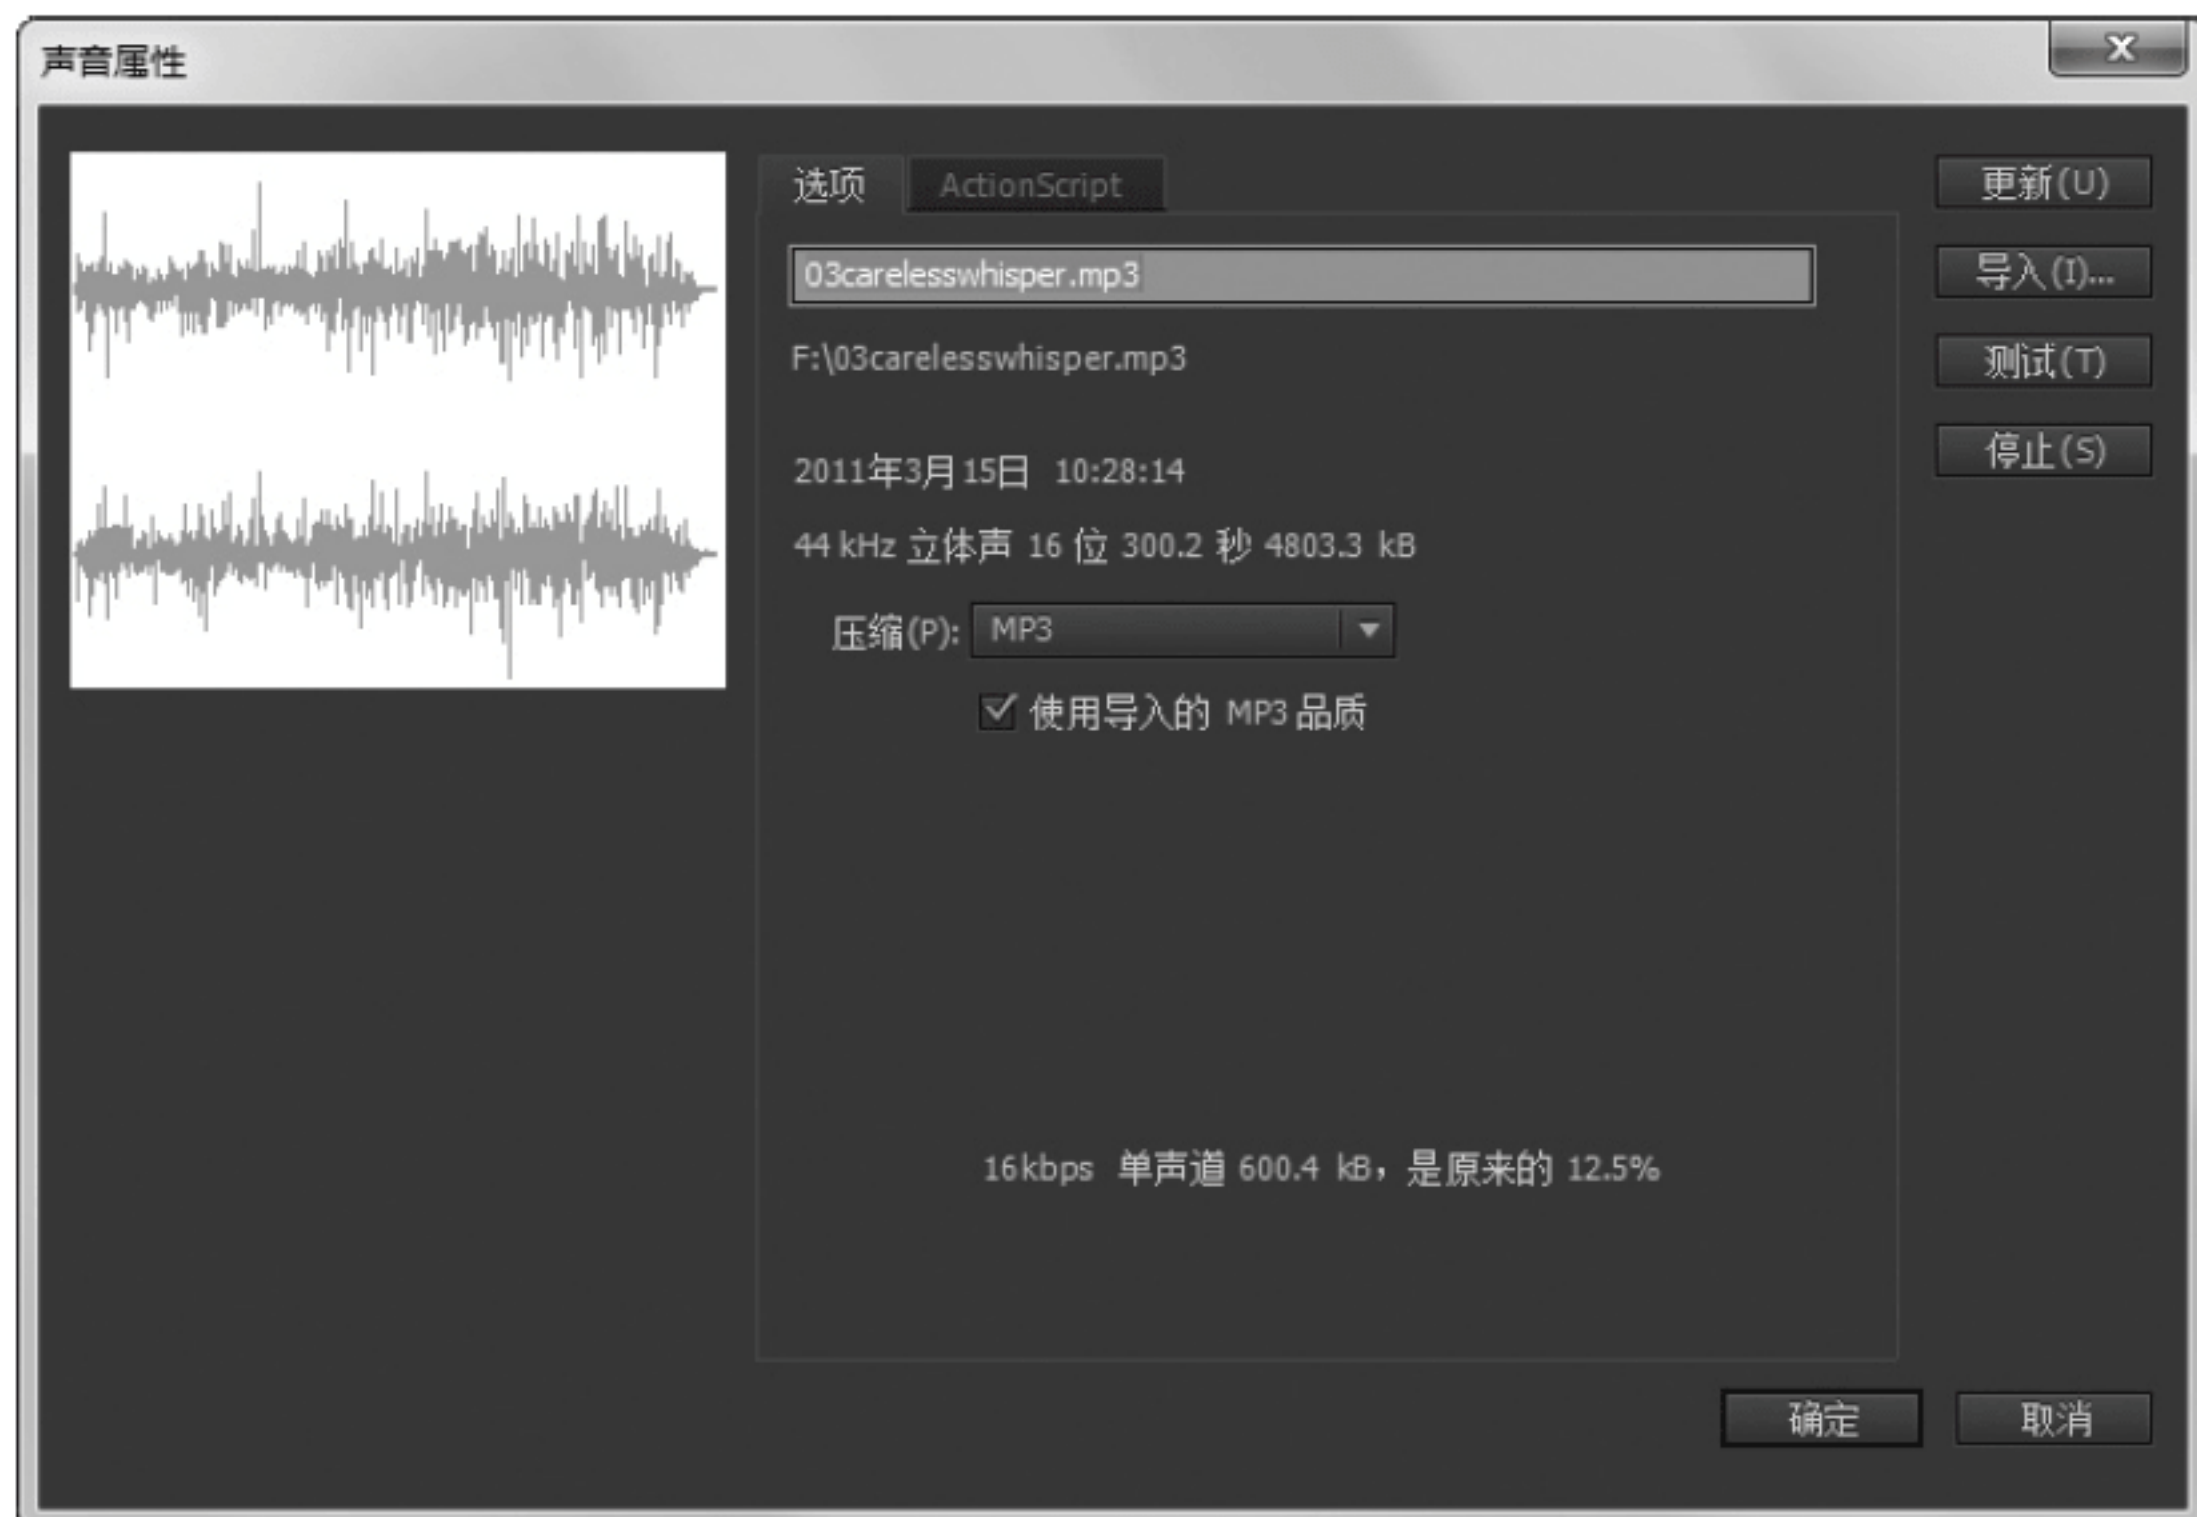 声音属性
选项 ActionScript
03carelesswhisper.mp3
F:\03carelesswhisper.mp3
2011年3月15日 10:28:14
44 kHz 立体声 16 位 300.2 秒 4803.3 kB
压缩(P): MP3
使用导入的 MP3 品质
16kbps 单声道 600.4 kB，是原来的 12.5%
更新(U)
导入(I)...
测试(T)
停止(S)
确定 取消